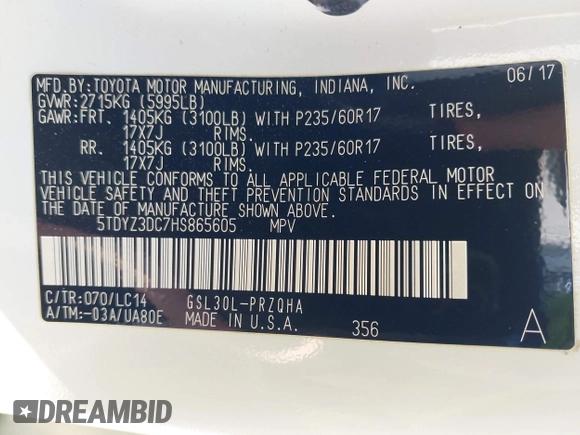 MFD.BY:TOYOTA MOTOR MANUFACTURING, INDIANA, INC. 06/17
GVWR:2715KG (5995LB)
GAWR:FRT. 1405KG (3100LB) WITH P235/60R17 TIRES,
17X7J RIMS.
RR. 1405KG (3100LB) WITH P235/60R17 TIRES,
17X7J RIMS.
THIS VEHICLE CONFORMS TO ALL APPLICABLE FEDERAL MOTOR
VEHICLE SAFETY AND THEFT PREVENTION STANDARDS IN EFFECT ON
THE DATE OF MANUFACTURE SHOWN ABOVE.
5TDYZ3DC7HS865605 MPV
C/TR:070/LC14 GSL30L-PRZQHA
A/TM:-03A/UA80E MADE IN U.S.A. 356 A
DREAMBID